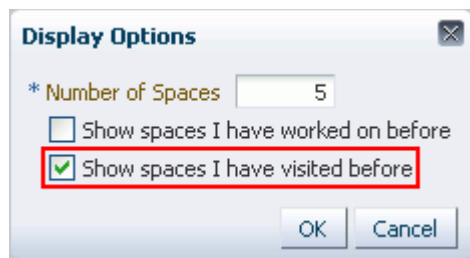 Display Options
* Number of Spaces 5
Show spaces I have worked on before
Show spaces I have visited before
OK Cancel